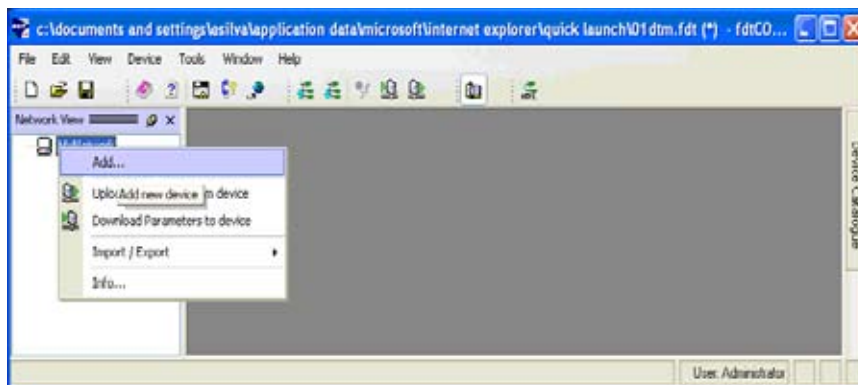 c:\documents and settings\esilva\application data\microsoft\internet explorer\quick launch\01dtm.fdt (*) - fdtCO...
File Edit View Device Tools Window Help
Network View
Add...
Add new device
m device
Download Parameters to device
Import / Export
Info...
Device Catalogue
User: Administrator